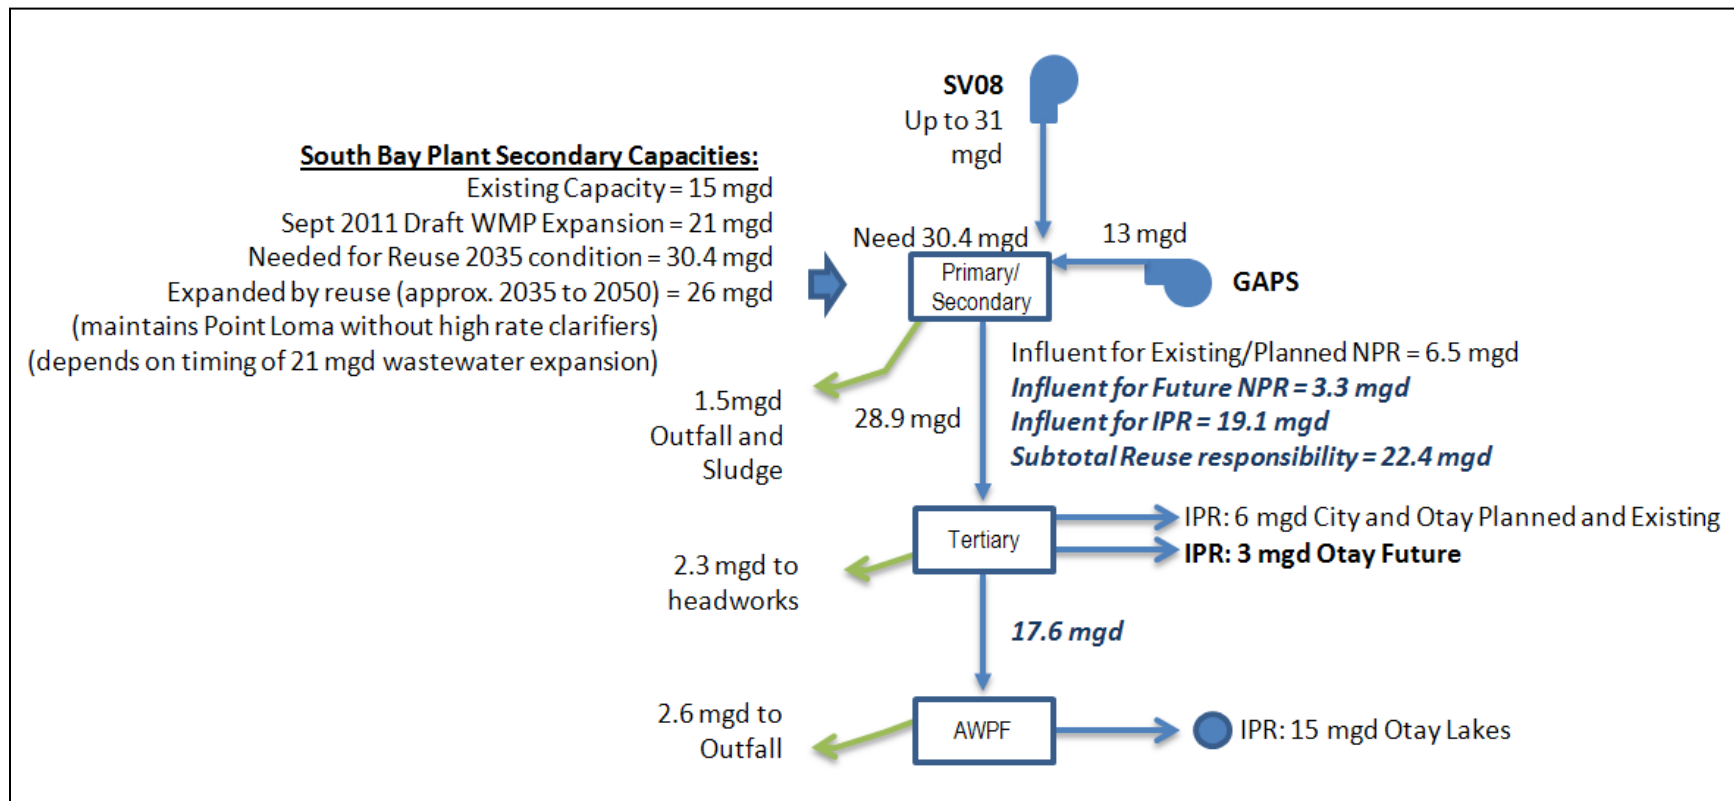 SV08
Up to 31
mgd
South Bay Plant Secondary Capacities:
Existing Capacity = 15 mgd
Sept 2011 Draft WMP Expansion = 21 mgd
Needed for Reuse 2035 condition = 30.4 mgd
Expanded by reuse (approx. 2035 to 2050) = 26 mgd
(maintains Point Loma without high rate clarifiers)
(depends on timing of 21 mgd wastewater expansion)
Need 30.4 mgd
13 mgd
Primary/
Secondary
GAPS
1.5mgd
Outfall and
Sludge
28.9 mgd
Influent for Existing/Planned NPR = 6.5 mgd
Influent for Future NPR = 3.3 mgd
Influent for IPR = 19.1 mgd
Subtotal Reuse responsibility = 22.4 mgd
Tertiary
IPR: 6 mgd City and Otay Planned and Existing
IPR: 3 mgd Otay Future
2.3 mgd to
headworks
17.6 mgd
2.6 mgd to
Outfall
AWPF
IPR: 15 mgd Otay Lakes